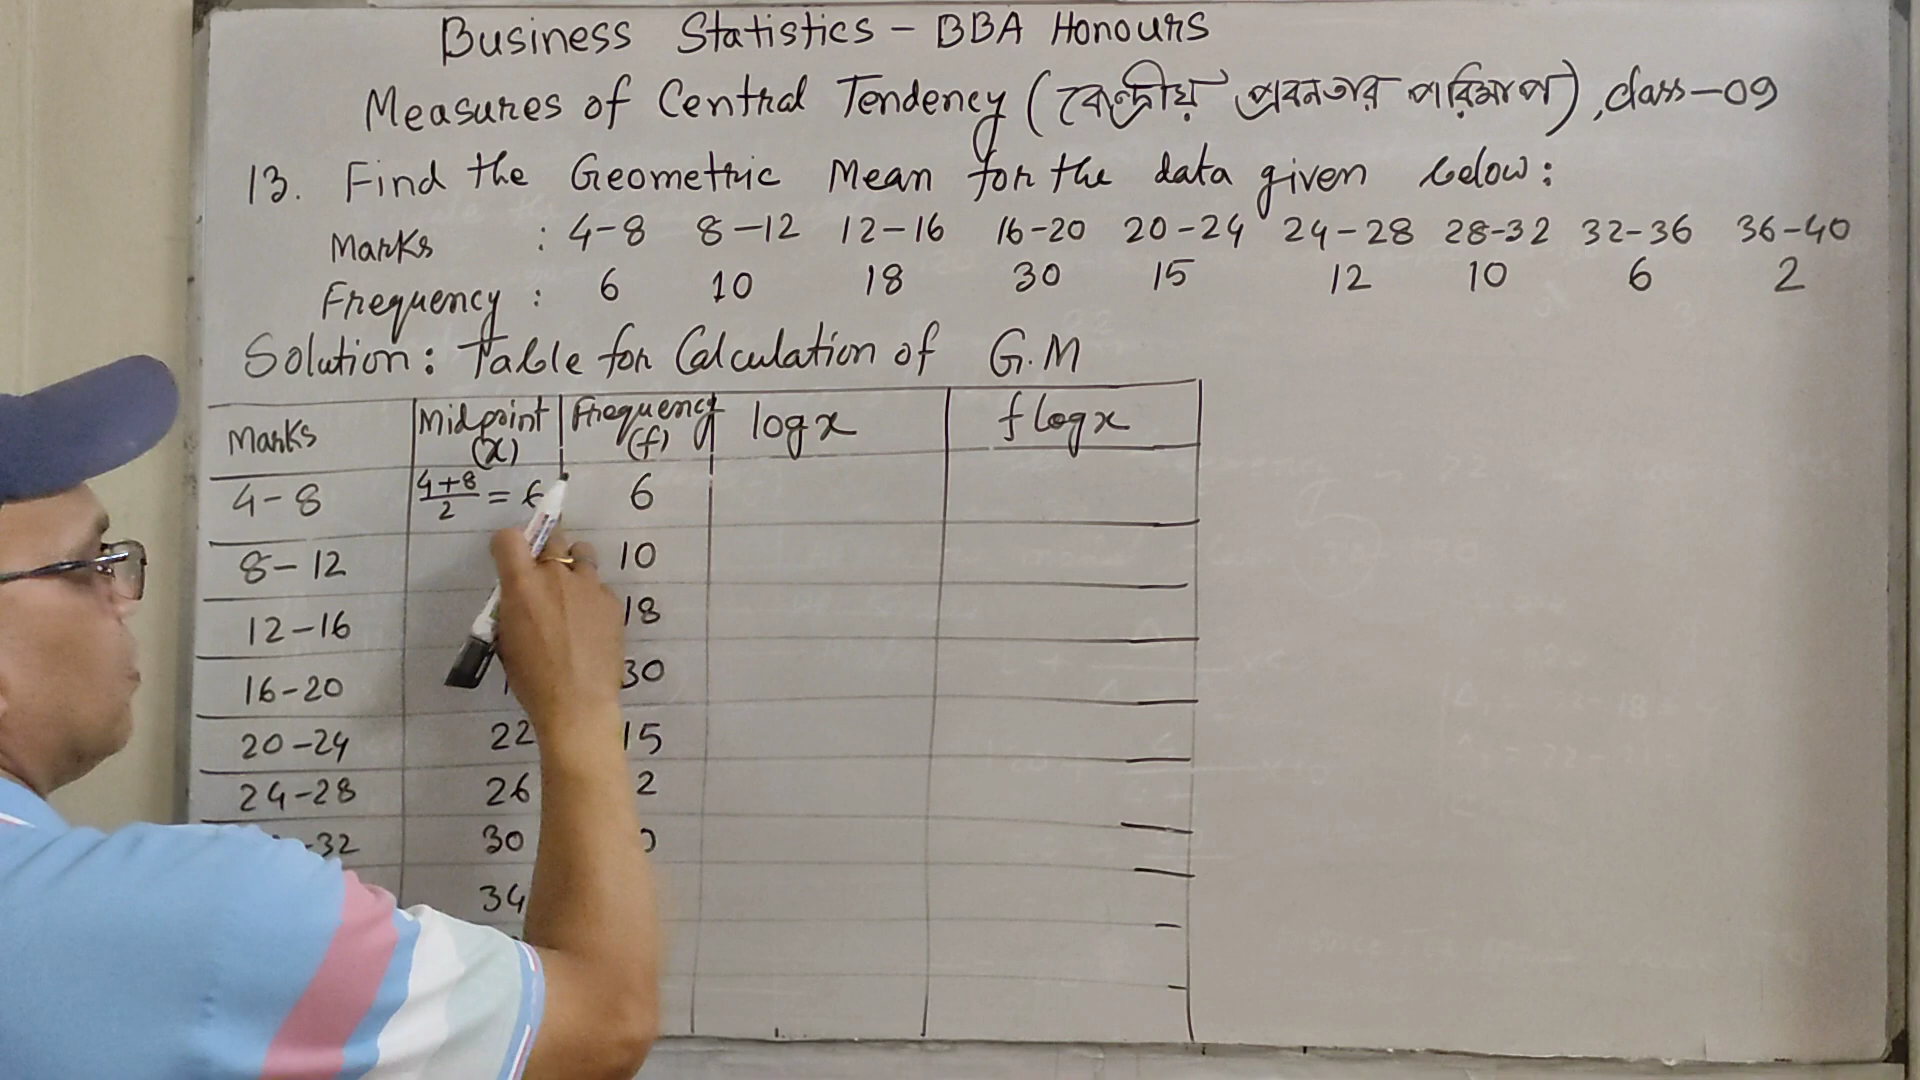 Business Statistics - BBA Honours
Measures of Central Tendency (কেন্দ্রীয় প্রবনতার পরিমাপ), class-09
13. Find the Geometric Mean for the data given below:
Marks : 4-8 8-12 12-16 16-20 20-24 24-28 28-32 32-36 36-40
Frequency : 6 10 18 30 15 12 10 6 2
Solution: Table for Calculation of G.M
Marks Midpoint (x) Frequency (f) log x f log x
4-8 4+8/2 = 6 6
8-12 10
12-16 18
16-20 30
20-24 22 15
24-28 26 2
-32 30
34